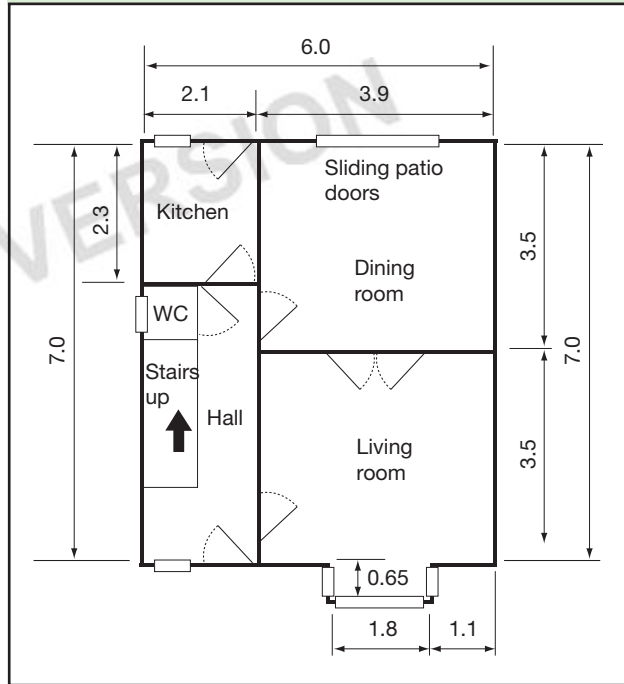 6.0
2.1
3.9
VERSION
Sliding patio
doors
Kitchen
2.3
3.5
Dining
room
WC
7.0
7.0
Stairs
up
Hall
Living
room
3.5
0.65
1.8
1.1